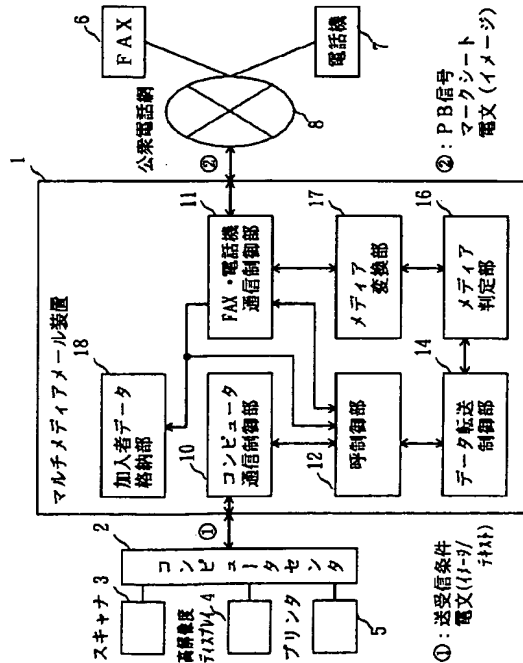 スキャナ 3
高解像度
ディスプレイ 4
プリンタ
5
2
コンピュータセンタ
①
①：送受信条件
電文(イメージ/
テキスト)
1
マルチメディアメール装置
18
加入者データ
格納部
10
コンピュータ
通信制御部
11
FAX・電話機
通信制御部
12
呼制御部
17
メディア
変換部
14
データ転送
制御部
16
メディア
判定部
公衆電話網
②
8
6
FAX
電話機
7
②：PB信号
マークシート
電文(イメージ)